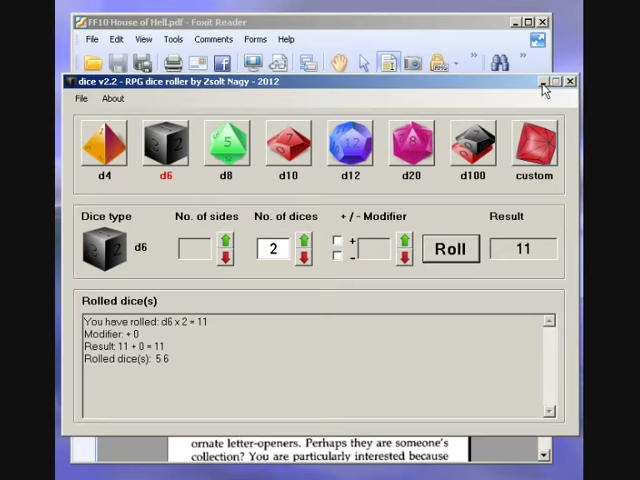 FF10 House of Hell.pdf - Foxit Reader
File Edit View Tools Comments Forms Help
dice v2.2 - RPG dice roller by Zsolt Nagy - 2012
File About
5 12
d4 d6 d8 d10 d12 d20 d100 custom
Dice type No. of sides No. of dices + / - Modifier Result
d6 2 + - Roll 11
Rolled dice(s)
You have rolled: d6 x 2 = 11
Modifier: + 0
Result: 11 + 0 = 11
Rolled dice(s): 5 6
ornate letter-openers. Perhaps they are someone's
collection? You are particularly interested because